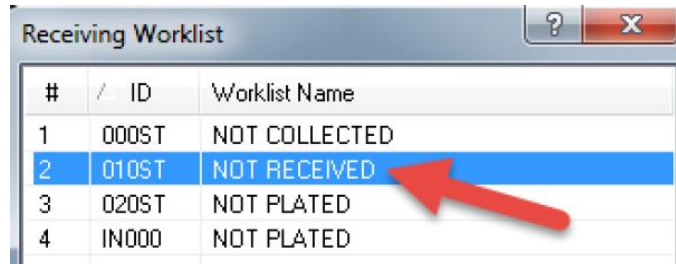 Receiving Worklist
? X
# / ID Worklist Name
1 000ST NOT COLLECTED
2 010ST NOT RECEIVED
3 020ST NOT PLATED
4 IN000 NOT PLATED